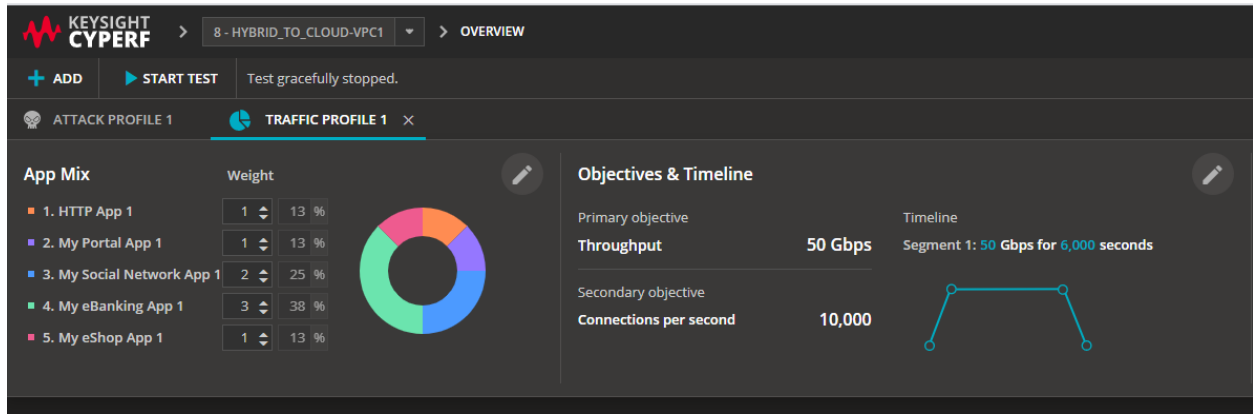 KEYSIGHT
CYPERF
> 8 - HYBRID_TO_CLOUD-VPC1 > OVERVIEW
+ ADD START TEST Test gracefully stopped.
ATTACK PROFILE 1 TRAFFIC PROFILE 1 ×
App Mix Weight
1. HTTP App 1 1 13 %
2. My Portal App 1 1 13 %
3. My Social Network App 1 2 25 %
4. My eBanking App 1 3 38 %
5. My eShop App 1 1 13 %
Objectives & Timeline
Primary objective
Throughput 50 Gbps
Secondary objective
Connections per second 10,000
Timeline
Segment 1: 50 Gbps for 6,000 seconds